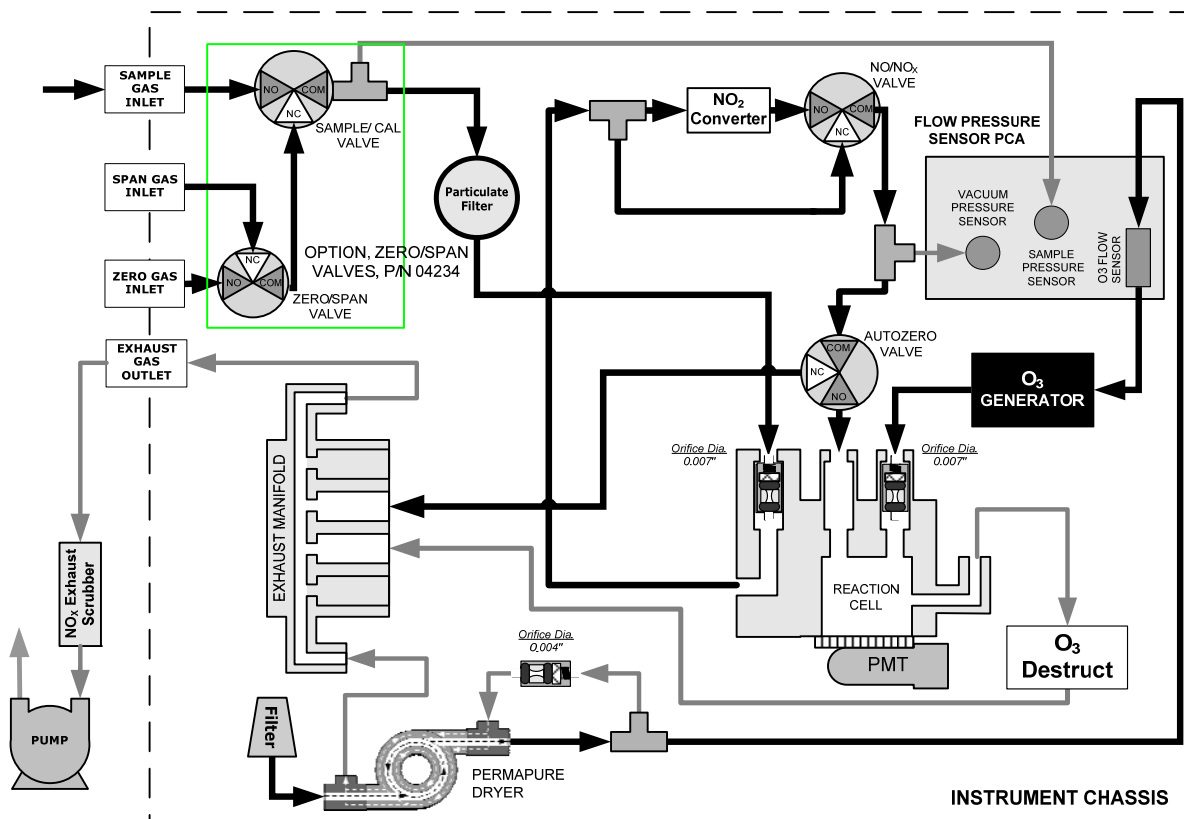 SAMPLE
GAS
INLET
NO
COM
NC
SAMPLE/ CAL
VALVE
SPAN GAS
INLET
ZERO GAS
INLET
NC
NO
COM
ZERO/SPAN
VALVE
OPTION, ZERO/SPAN
VALVES, P/N 04234
Particulate
Filter
NO2
Converter
NO/NOX
VALVE
NO
COM
NC
FLOW PRESSURE
SENSOR PCA
VACUUM
PRESSURE
SENSOR
SAMPLE
PRESSURE
SENSOR
O3 FLOW
SENSOR
EXHAUST
GAS
OUTLET
AUTOZERO
VALVE
COM
NC
NO
O3
GENERATOR
Orifice Dia.
0.007"
Orifice Dia.
0.007"
EXHAUST MANIFOLD
NOX Exhaust
Scrubber
REACTION
CELL
PMT
O3
Destruct
Orifice Dia.
0.004"
PUMP
Filter
PERMAPURE
DRYER
INSTRUMENT CHASSIS